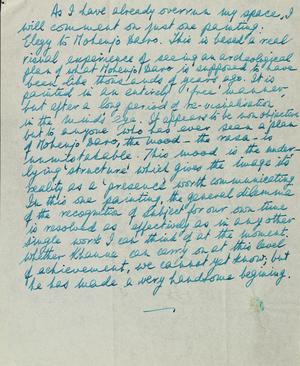 As I have already overrun my space, I
will comment on just one painting:
Elegy to Mohenjo Daro. This is based a real
visual experience of seeing an archeological
plan of what Mohenjo Daro is supposed to have
been like thousands of years ago. It is
painted in an entirely 'free' manner,
but after a long period of re-visualisation
in the mind's eye. It appears to be non objective
but to anyone who has ever seen a plan
of Mohenjo Daro, the mood - the mood - is
unmistakable. This mood is the under-
lying 'structure' which gives the image its
reality as a 'presence' worth communicating.
In this one painting, the general dilemma
of the recognition of subject for our own time
is resolved as effectively as in any other
single work I can think of at the moment.
Whether Khanna can carry on at this level
of achievement, we cannot yet know; but
he has made a very handsome begining.